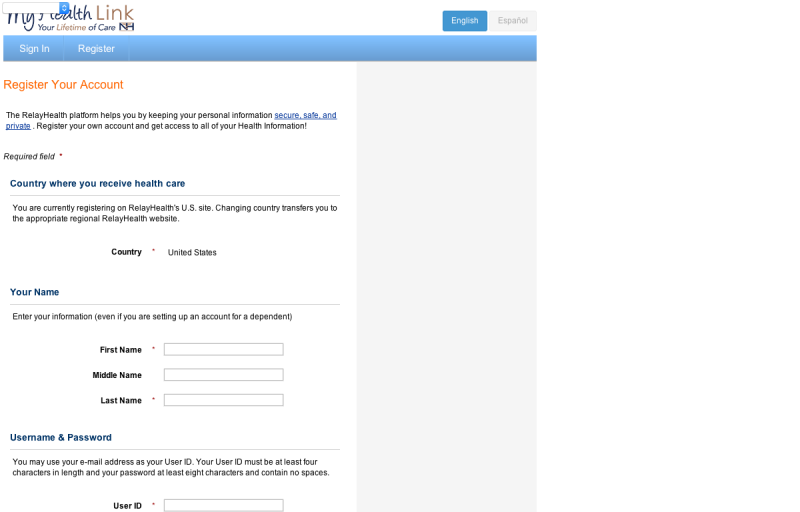 My Health Link
Your Lifetime of Care NH
English Español
Sign In Register
Register Your Account
The RelayHealth platform helps you by keeping your personal information secure, safe, and
private . Register your own account and get access to all of your Health Information!
Required field *
Country where you receive health care
You are currently registering on RelayHealth's U.S. site. Changing country transfers you to
the appropriate regional RelayHealth website.
Country * United States
Your Name
Enter your information (even if you are setting up an account for a dependent)
First Name *
Middle Name
Last Name *
Username & Password
You may use your e-mail address as your User ID. Your User ID must be at least four
characters in length and your password at least eight characters and contain no spaces.
User ID *